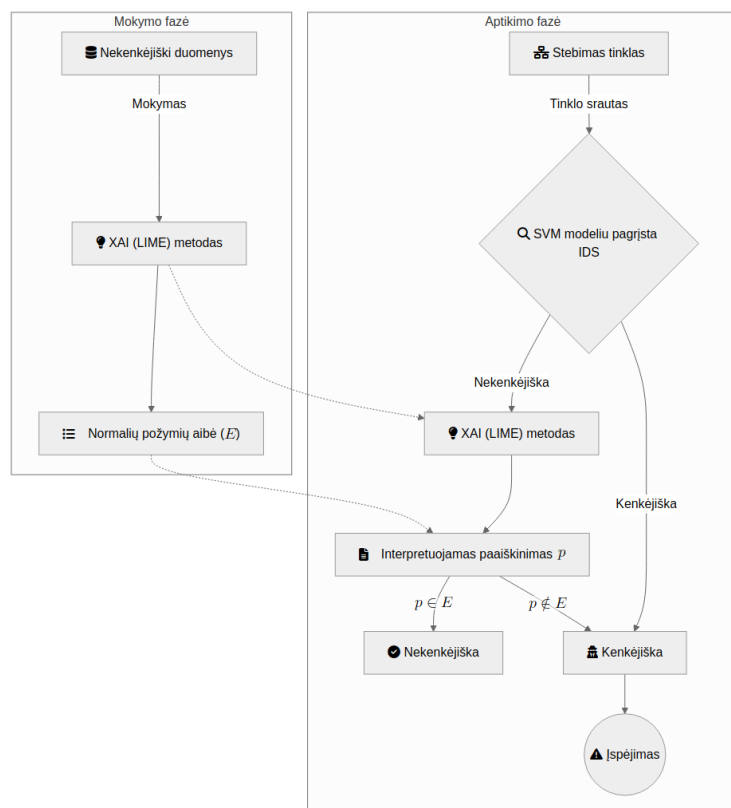 Mokymo fazė
Nekenkėjiški duomenys
Mokymas
XAI (LIME) metodas
Normalių požymių aibė (E)
Aptikimo fazė
Stebimas tinklas
Tinklo srautas
SVM modeliu pagrįsta
IDS
Nekenkėjiška
XAI (LIME) metodas
Kenkėjiška
Interpretuojamas paaiškinimas p
p ∈ E
p ∉ E
Nekenkėjiška
Kenkėjiška
Įspėjimas